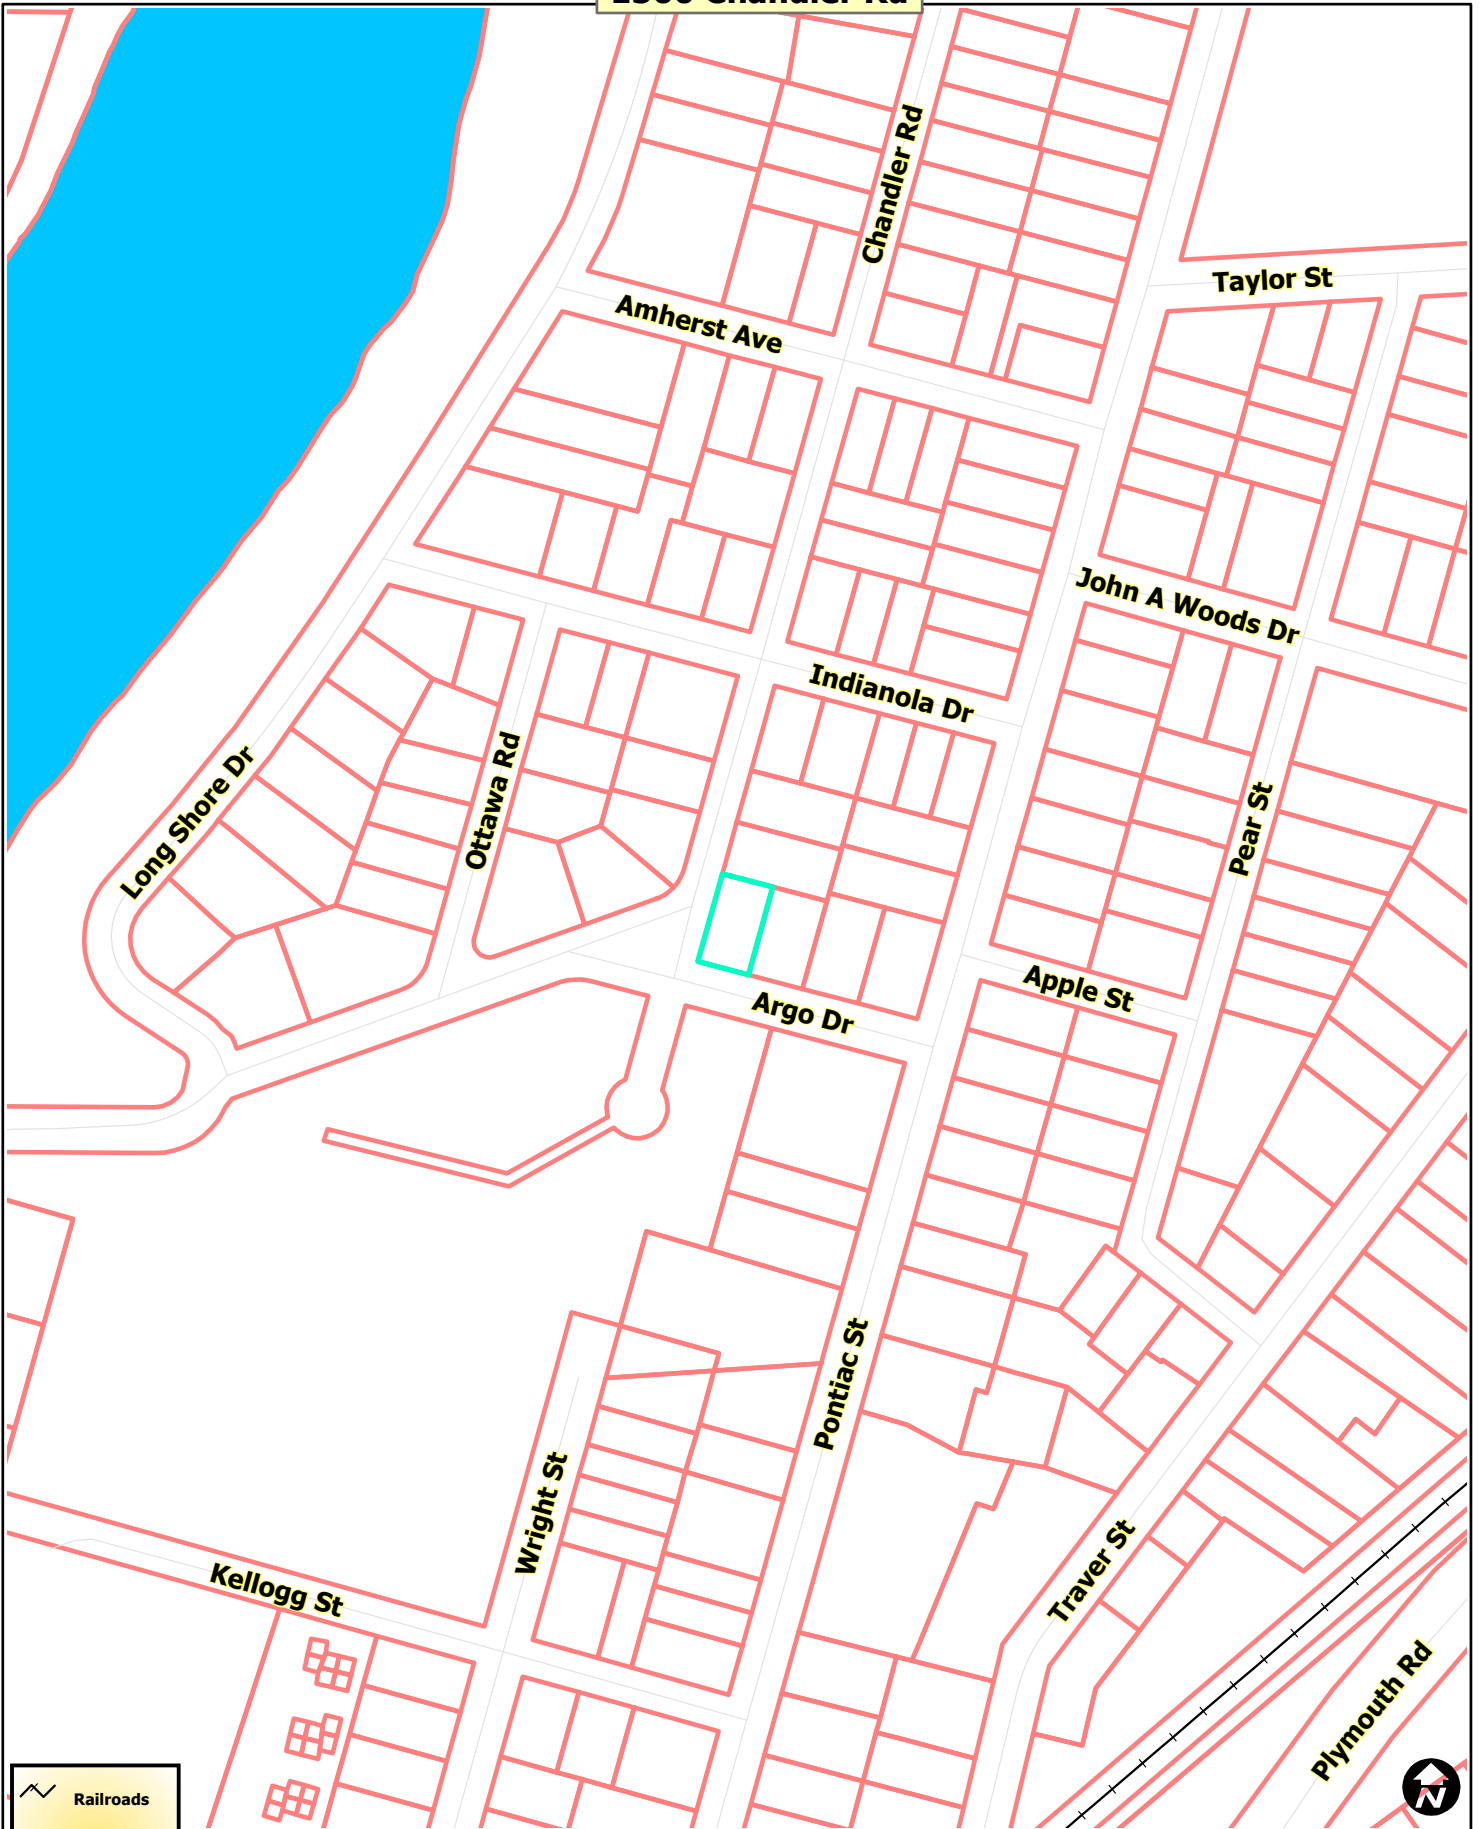 Chandler Rd
Taylor St
Amherst Ave
John A Woods Dr
Indianola Dr
Ottawa Rd
Long Shore Dr
Pear St
Apple St
Argo Dr
Pontiac St
Wright St
Traver St
Kellogg St
Plymouth Rd
Railroads
N